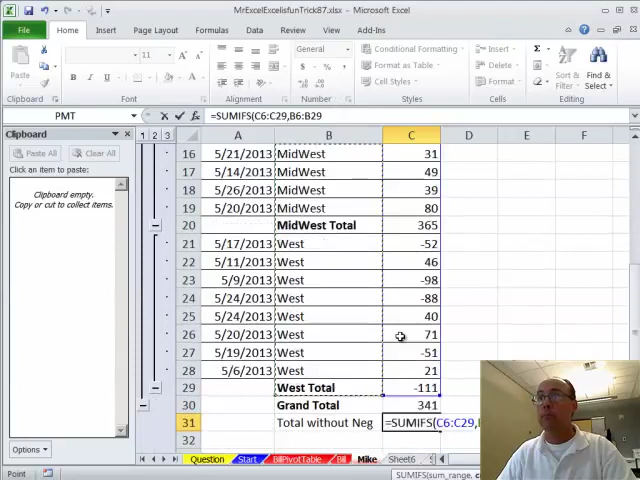 MrExcelExcelisfunTrick87.xlsx - Microsoft Excel
File Home Insert Page Layout Formulas Data Review View Add-Ins
Paste
11
General
Conditional Formatting
Format as Table
Cell Styles
Insert
Delete
Format
Sort & Filter
Find & Select
Clipboard Font Alignment Number Styles Cells Editing
PMT =SUMIFS(C6:C29,B6:B29
Clipboard
Paste All Clear All
Click an item to paste:
Clipboard empty.
Copy or cut to collect items.
Options
1 2 3
A B C D E F
16 5/21/2013 MidWest 31
17 5/14/2013 MidWest 49
18 5/26/2013 MidWest 39
19 5/20/2013 MidWest 80
20 MidWest Total 365
21 5/17/2013 West -52
22 5/11/2013 West 46
23 5/9/2013 West -98
24 5/24/2013 West -88
25 5/24/2013 West 40
26 5/20/2013 West 71
27 5/19/2013 West -51
28 5/6/2013 West 21
29 West Total -111
30 Grand Total 341
31 Total without Neg =SUMIFS(C6:C29,
32
Question Start BillPivotTable Bill Mike Sheet6
SUMIFS(sum_range,
Point